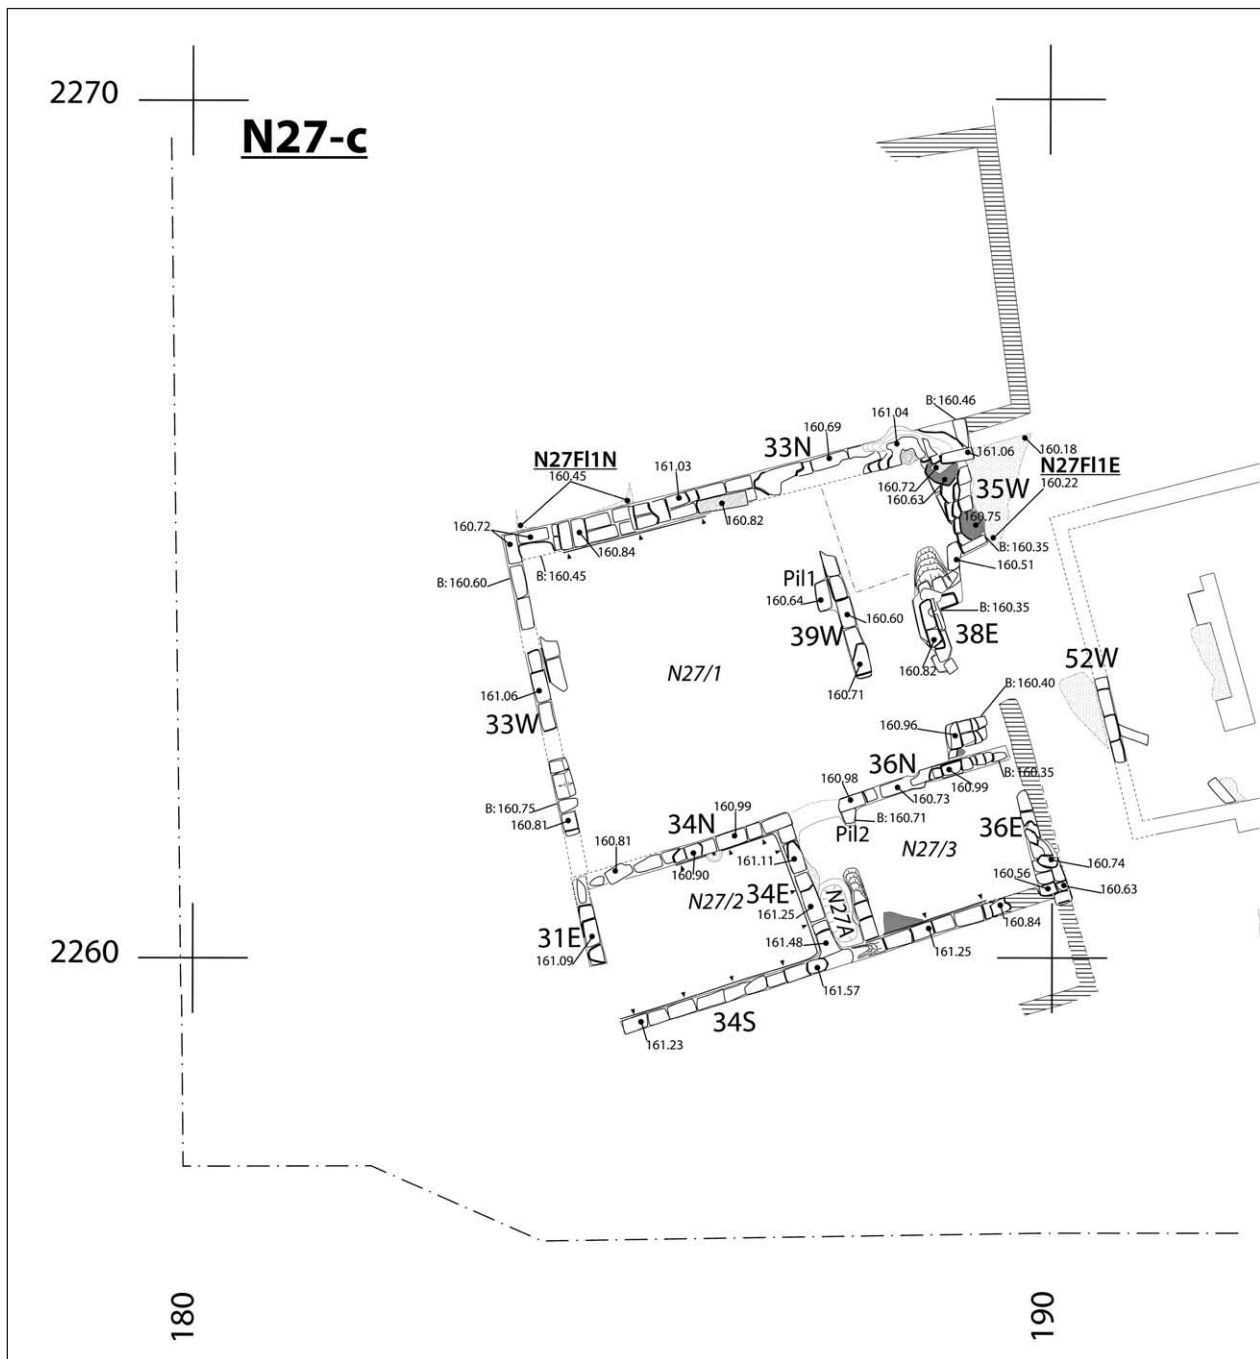 2270
N27-c
B: 160.46
161.04
160.69
33N
161.06
160.18
N27Fl1E
N27Fl1N
160.45
161.03
160.72
160.63
35W
160.22
160.72
160.82
160.75
160.84
B: 160.35
B: 160.45
160.51
B: 160.60
Pil1
160.64
160.60
B: 160.35
39W
38E
52W
N27/1
160.82
B: 160.40
161.06
160.71
33W
160.96
36N
160.98
160.99
B: 160.35
B: 160.75
160.99
160.73
160.81
34N
B: 160.71
36E
160.81
Pil2
N27/3
161.11
160.74
160.90
34E
160.56
N27/2
N27A
160.63
161.25
160.84
31E
161.48
2260
161.09
161.25
161.57
34S
161.23
180
190